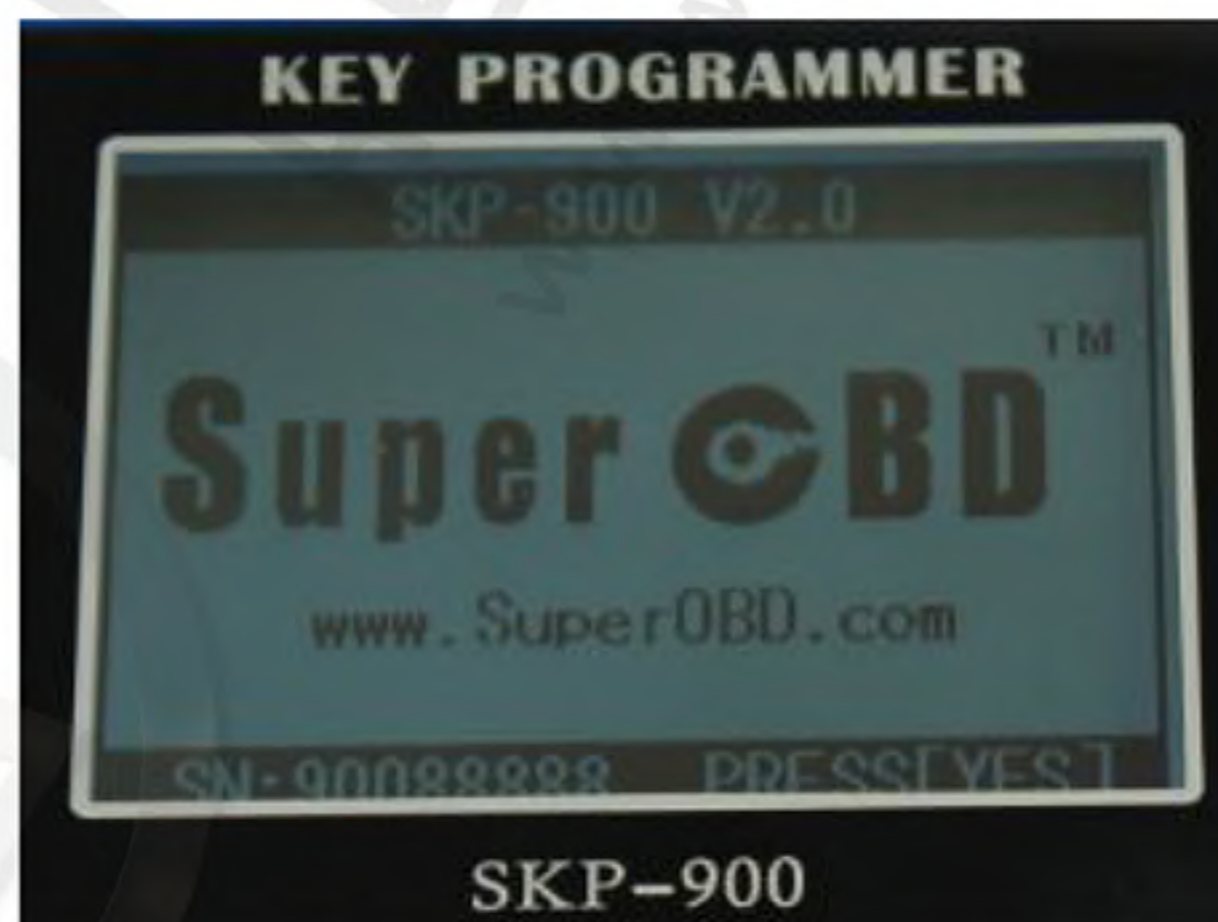 KEY PROGRAMMER
SKP-900 V2.0
Super OBD TM
www.SuperOBD.com
SN:90088888 PRESS[YES]
SKP-900